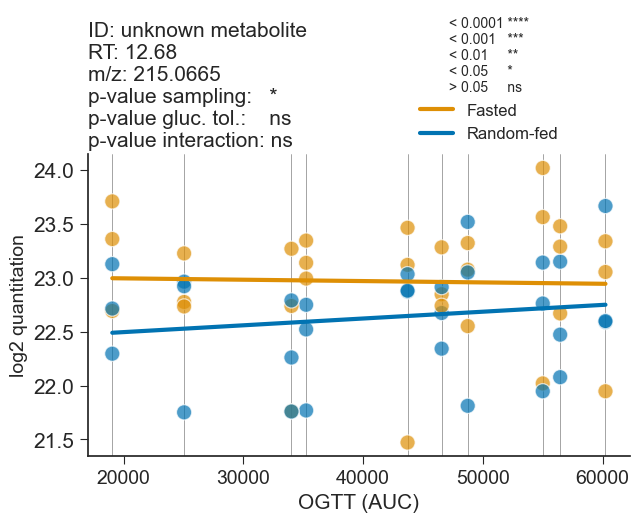 ID: unknown metabolite
RT: 12.68
m/z: 215.0665
p-value sampling: *
p-value gluc. tol.: ns
p-value interaction: ns
< 0.0001 ****
< 0.001 ***
< 0.01 **
< 0.05 *
> 0.05 ns
Fasted
Random-fed
log2 quantitation
24.0
23.5
23.0
22.5
22.0
21.5
20000 30000 40000 50000 60000
OGTT (AUC)